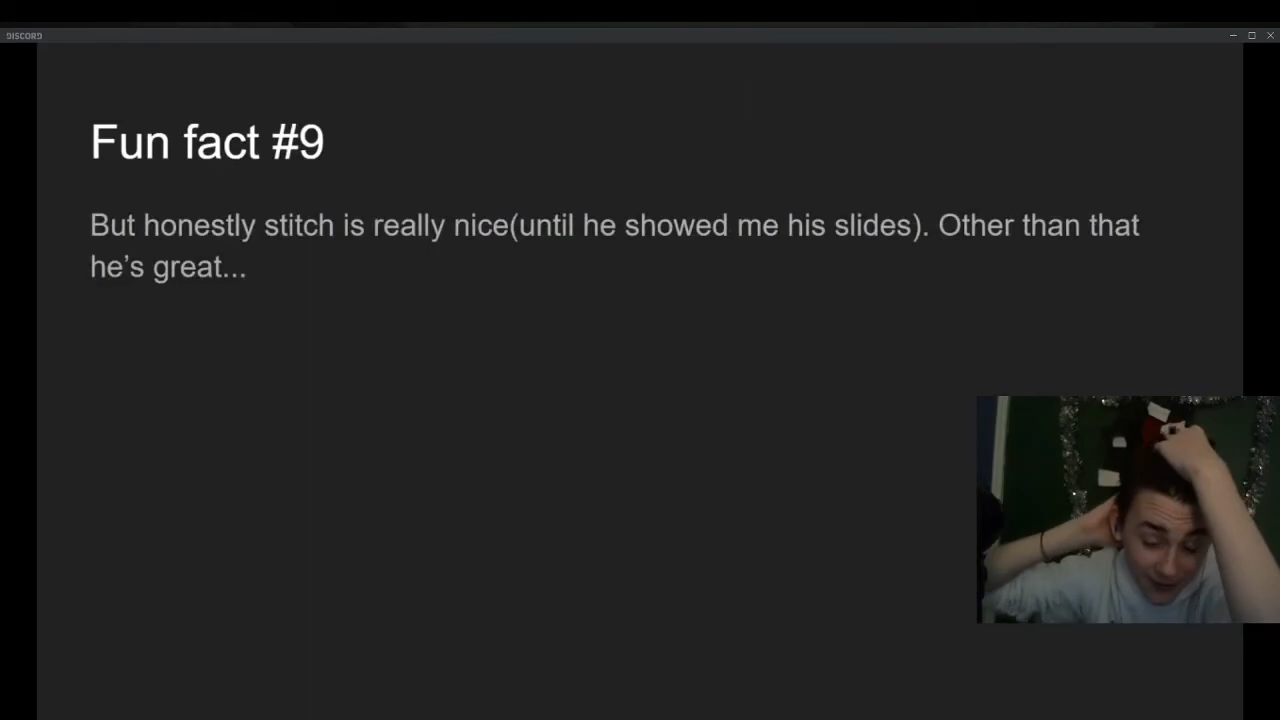 DISCORD
Fun fact #9
But honestly stitch is really nice(until he showed me his slides). Other than that
he’s great...